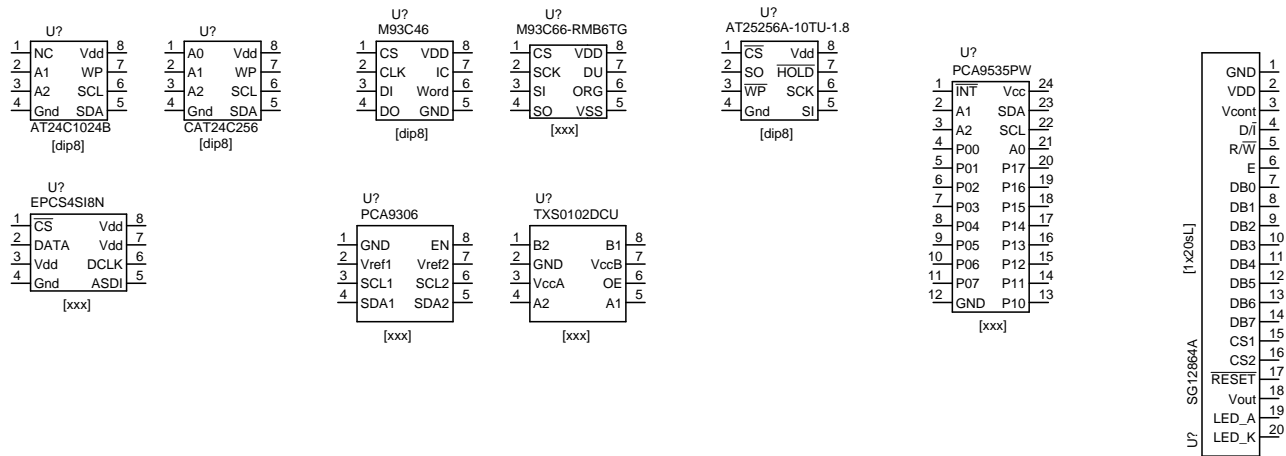 U?
1 NC Vdd 8
2 A1 WP 7
3 A2 SCL 6
4 Gnd SDA 5
AT24C1024B
[dip8]
U?
1 A0 Vdd 8
2 A1 WP 7
3 A2 SCL 6
4 Gnd SDA 5
CAT24C256
[dip8]
U?
M93C46
1 CS VDD 8
2 CLK IC 7
3 DI Word 6
4 DO GND 5
[dip8]
U?
M93C66-RMB6TG
1 CS VDD 8
2 SCK DU 7
3 SI ORG 6
4 SO VSS 5
[xxx]
U?
AT25256A-10TU-1.8
1 CS Vdd 8
2 SO HOLD 7
3 WP SCK 6
4 Gnd SI 5
[dip8]
U?
PCA9535PW
1 INT Vcc 24
2 A1 SDA 23
3 A2 SCL 22
4 P00 A0 21
5 P01 P17 20
6 P02 P16 19
7 P03 P15 18
8 P04 P14 17
9 P05 P13 16
10 P06 P12 15
11 P07 P11 14
12 GND P10 13
[xxx]
GND 1
VDD 2
Vcont 3
D/I 4
R/W 5
E 6
DB0 7
DB1 8
DB2 9
DB3 10
DB4 11
DB5 12
DB6 13
DB7 14
CS1 15
CS2 16
RESET 17
Vout 18
LED_A 19
LED_K 20
[1x20sL]
SG12864A
U?
U?
EPCS4SI8N
1 CS Vdd 8
2 DATA Vdd 7
3 Vdd DCLK 6
4 Gnd ASDI 5
[xxx]
U?
PCA9306
1 GND EN 8
2 Vref1 Vref2 7
3 SCL1 SCL2 6
4 SDA1 SDA2 5
[xxx]
U?
TXS0102DCU
1 B2 B1 8
2 GND VccB 7
3 VccA OE 6
4 A2 A1 5
[xxx]